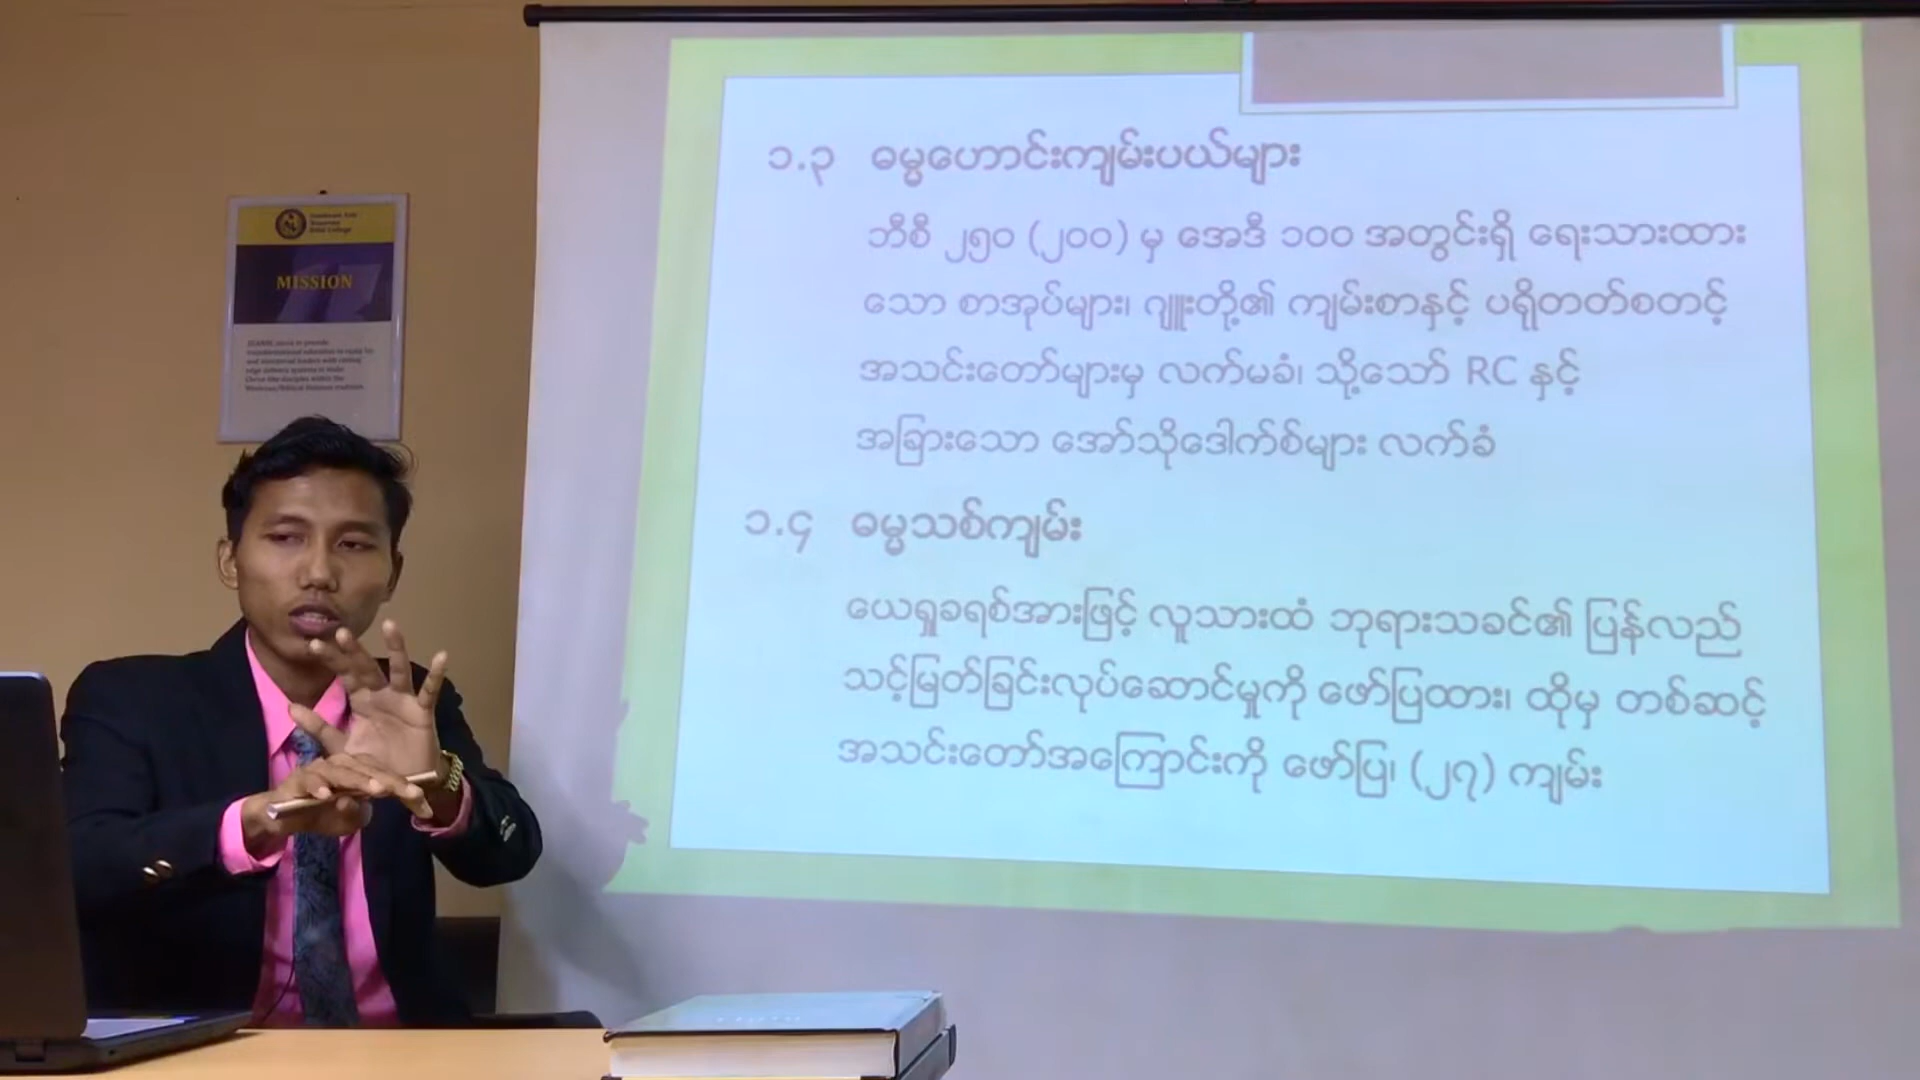 Southeast Asia
Nazarene
Bible College
MISSION
၁.၃ ဓမ္မဟောင်းကျမ်းပယ်များ
ဘီစီ ၂၅၀ (၂၀၀) မှ အေဒီ ၁၀၀ အတွင်းရှိ ရေးသားထား
သော စာအုပ်များ၊ ဂျူးတို့၏ ကျမ်းစာနှင့် ပရိုတတ်စတင့်
အသင်းတော်များမှ လက်မခံ၊ သို့သော် RC နှင့်
အခြားသော အော်သိုဒေါက်စ်များ လက်ခံ
၁.၄ ဓမ္မသစ်ကျမ်း
ယေရှုခရစ်အားဖြင့် လူသားထံ ဘုရားသခင်၏ ပြန်လည်
သင့်မြတ်ခြင်းလုပ်ဆောင်မှုကို ဖော်ပြထား၊ ထိုမှ တစ်ဆင့်
အသင်းတော်အကြောင်းကို ဖော်ပြ၊ (၂၇) ကျမ်း